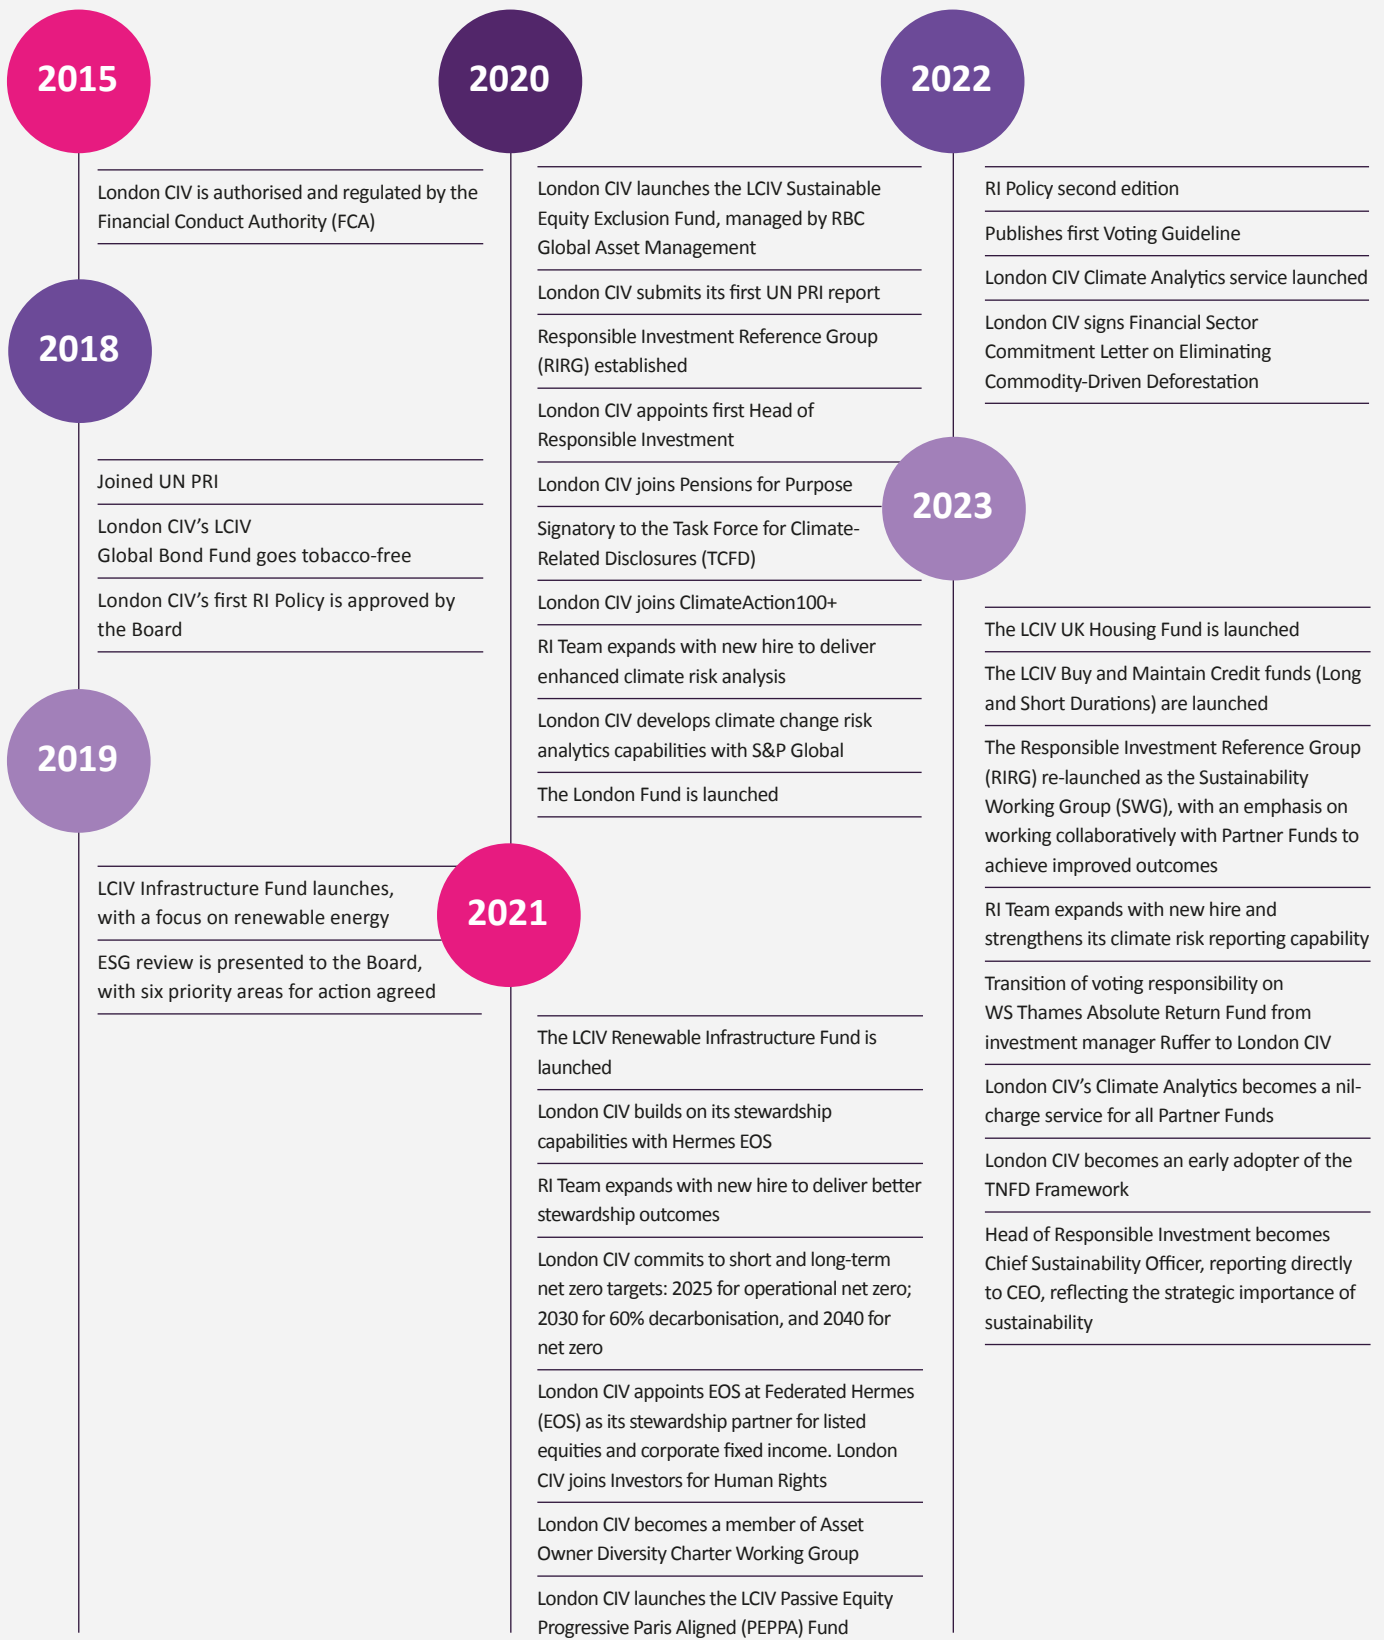 2015
London CIV is authorised and regulated by the
Financial Conduct Authority (FCA)
2018
Joined UN PRI
London CIV's LCIV
Global Bond Fund goes tobacco-free
London CIV's first RI Policy is approved by
the Board
2019
LCIV Infrastructure Fund launches,
with a focus on renewable energy
ESG review is presented to the Board,
with six priority areas for action agreed
2020
London CIV launches the LCIV Sustainable
Equity Exclusion Fund, managed by RBC
Global Asset Management
London CIV submits its first UN PRI report
Responsible Investment Reference Group
(RIRG) established
London CIV appoints first Head of
Responsible Investment
London CIV joins Pensions for Purpose
Signatory to the Task Force for Climate-
Related Disclosures (TCFD)
London CIV joins ClimateAction100+
RI Team expands with new hire to deliver
enhanced climate risk analysis
London CIV develops climate change risk
analytics capabilities with S&P Global
The London Fund is launched
2021
The LCIV Renewable Infrastructure Fund is
launched
London CIV builds on its stewardship
capabilities with Hermes EOS
RI Team expands with new hire to deliver better
stewardship outcomes
London CIV commits to short and long-term
net zero targets: 2025 for operational net zero;
2030 for 60% decarbonisation, and 2040 for
net zero
London CIV appoints EOS at Federated Hermes
(EOS) as its stewardship partner for listed
equities and corporate fixed income. London
CIV joins Investors for Human Rights
London CIV becomes a member of Asset
Owner Diversity Charter Working Group
London CIV launches the LCIV Passive Equity
Progressive Paris Aligned (PEPPA) Fund
2022
RI Policy second edition
Publishes first Voting Guideline
London CIV Climate Analytics service launched
London CIV signs Financial Sector
Commitment Letter on Eliminating
Commodity-Driven Deforestation
2023
The LCIV UK Housing Fund is launched
The LCIV Buy and Maintain Credit funds (Long
and Short Durations) are launched
The Responsible Investment Reference Group
(RIRG) re-launched as the Sustainability
Working Group (SWG), with an emphasis on
working collaboratively with Partner Funds to
achieve improved outcomes
RI Team expands with new hire and
strengthens its climate risk reporting capability
Transition of voting responsibility on
WS Thames Absolute Return Fund from
investment manager Ruffer to London CIV
London CIV's Climate Analytics becomes a nil-
charge service for all Partner Funds
London CIV becomes an early adopter of the
TNFD Framework
Head of Responsible Investment becomes
Chief Sustainability Officer, reporting directly
to CEO, reflecting the strategic importance of
sustainability